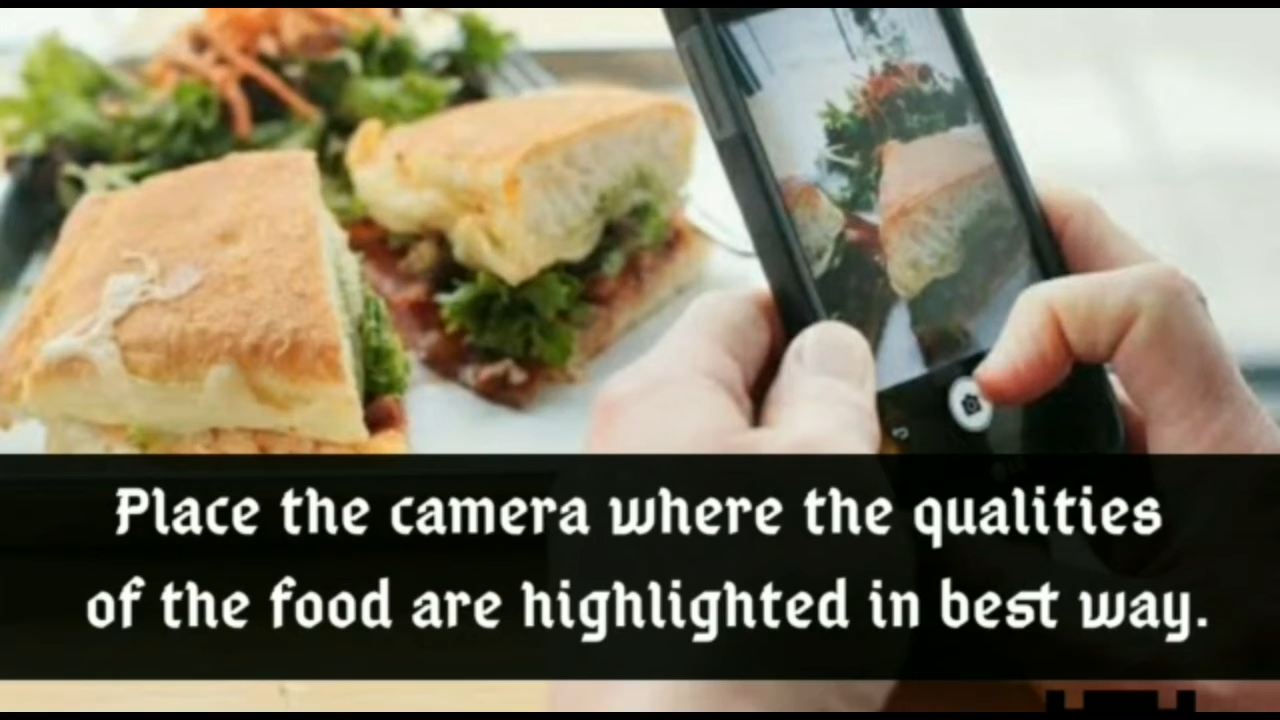 Place the camera where the qualities
of the food are highlighted in best way.